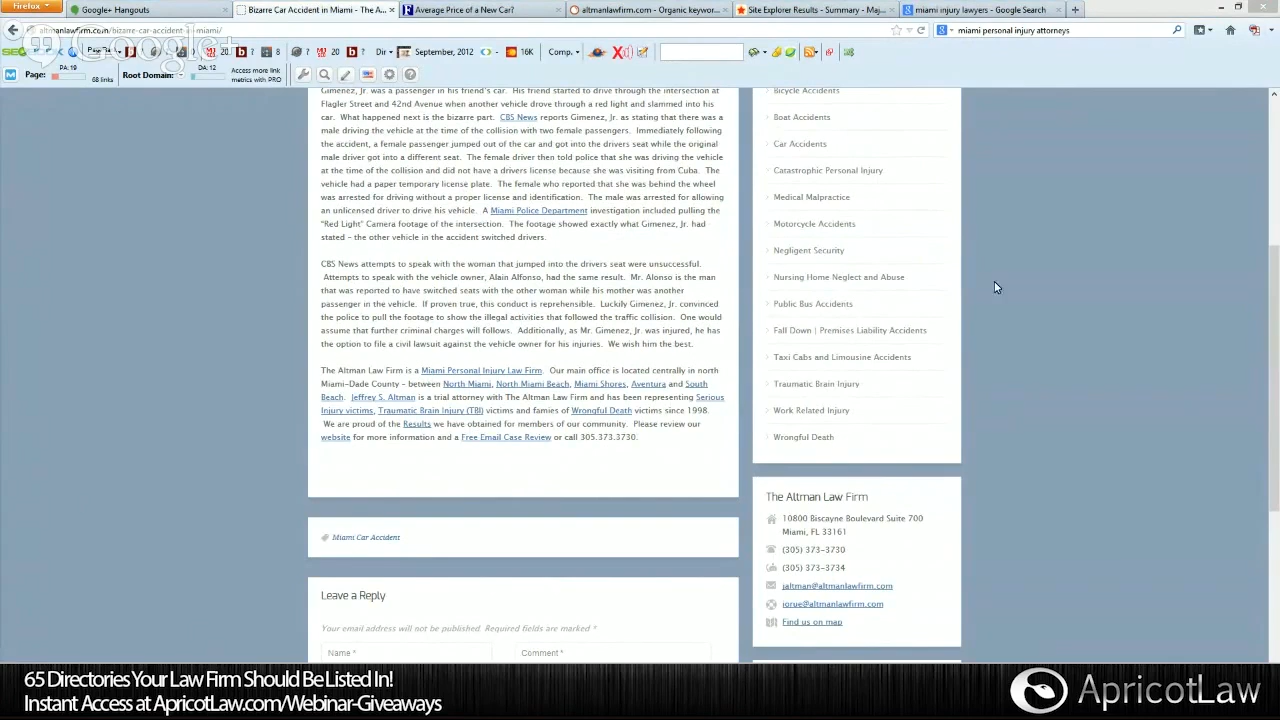 Firefox
Google+ Hangouts
Bizarre Car Accident in Miami - The A...
Average Price of a New Car?
altmanlawfirm.com - Organic keywor...
Site Explorer Results - Summary - Maj...
miami injury lawyers - Google Search
altmanlawfirm.com/bizarre-car-accident-in-miami/
miami personal injury attorneys
Google+
Dir
September, 2012
16K
Comp.
Page:
DA: 19
68 links
Root Domain:
DA: 12
Access more link
metrics with PRO
Gimenez, Jr. was a passenger in his friend's car. His friend started to drive through the intersection at
Flagler Street and 42nd Avenue when another vehicle drove through a red light and slammed into his
car. What happened next is the bizarre part. CBS News reports Gimenez, Jr. as stating that there was a
male driving the vehicle at the time of the collision with two female passengers. Immediately following
the accident, a female passenger jumped out of the car and got into the drivers seat while the original
male driver got into a different seat. The female driver then told police that she was driving the vehicle
at the time of the collision and did not have a drivers license because she was visiting from Cuba. The
vehicle had a paper temporary license plate. The female who reported that she was behind the wheel
was arrested for driving without a proper license and identification. The male was arrested for allowing
an unlicensed driver to drive his vehicle. A Miami Police Department investigation included pulling the
"Red Light" Camera footage of the intersection. The footage showed exactly what Gimenez, Jr. had
stated – the other vehicle in the accident switched drivers.
CBS News attempts to speak with the woman that jumped into the drivers seat were unsuccessful.
Attempts to speak with the vehicle owner, Alain Alfonso, had the same result. Mr. Alonso is the man
that was reported to have switched seats with the other woman while his mother was another
passenger in the vehicle. If proven true, this conduct is reprehensible. Luckily Gimenez, Jr. convinced
the police to pull the footage to show the illegal activities that followed the traffic collision. One would
assume that further criminal charges will follows. Additionally, as Mr. Gimenez, Jr. was injured, he has
the option to file a civil lawsuit against the vehicle owner for his injuries. We wish him the best.
The Altman Law Firm is a Miami Personal Injury Law Firm. Our main office is located centrally in north
Miami-Dade County – between North Miami, North Miami Beach, Miami Shores, Aventura and South
Beach. Jeffrey S. Altman is a trial attorney with The Altman Law Firm and has been representing Serious
Injury victims, Traumatic Brain Injury (TBI) victims and famies of Wrongful Death victims since 1998.
We are proud of the Results we have obtained for members of our community. Please review our
website for more information and a Free Email Case Review or call 305.373.3730.
Miami Car Accident
Leave a Reply
Your email address will not be published. Required fields are marked *
Name *
Comment *
Bicycle Accidents
Boat Accidents
Car Accidents
Catastrophic Personal Injury
Medical Malpractice
Motorcycle Accidents
Negligent Security
Nursing Home Neglect and Abuse
Public Bus Accidents
Fall Down | Premises Liability Accidents
Taxi Cabs and Limousine Accidents
Traumatic Brain Injury
Work Related Injury
Wrongful Death
The Altman Law Firm
10800 Biscayne Boulevard Suite 700
Miami, FL 33161
(305) 373-3730
(305) 373-3734
jaltman@altmanlawfirm.com
jorue@altmanlawfirm.com
Find us on map
65 Directories Your Law Firm Should Be Listed In!
Instant Access at ApricotLaw.com/Webinar-Giveaways
ApricotLaw